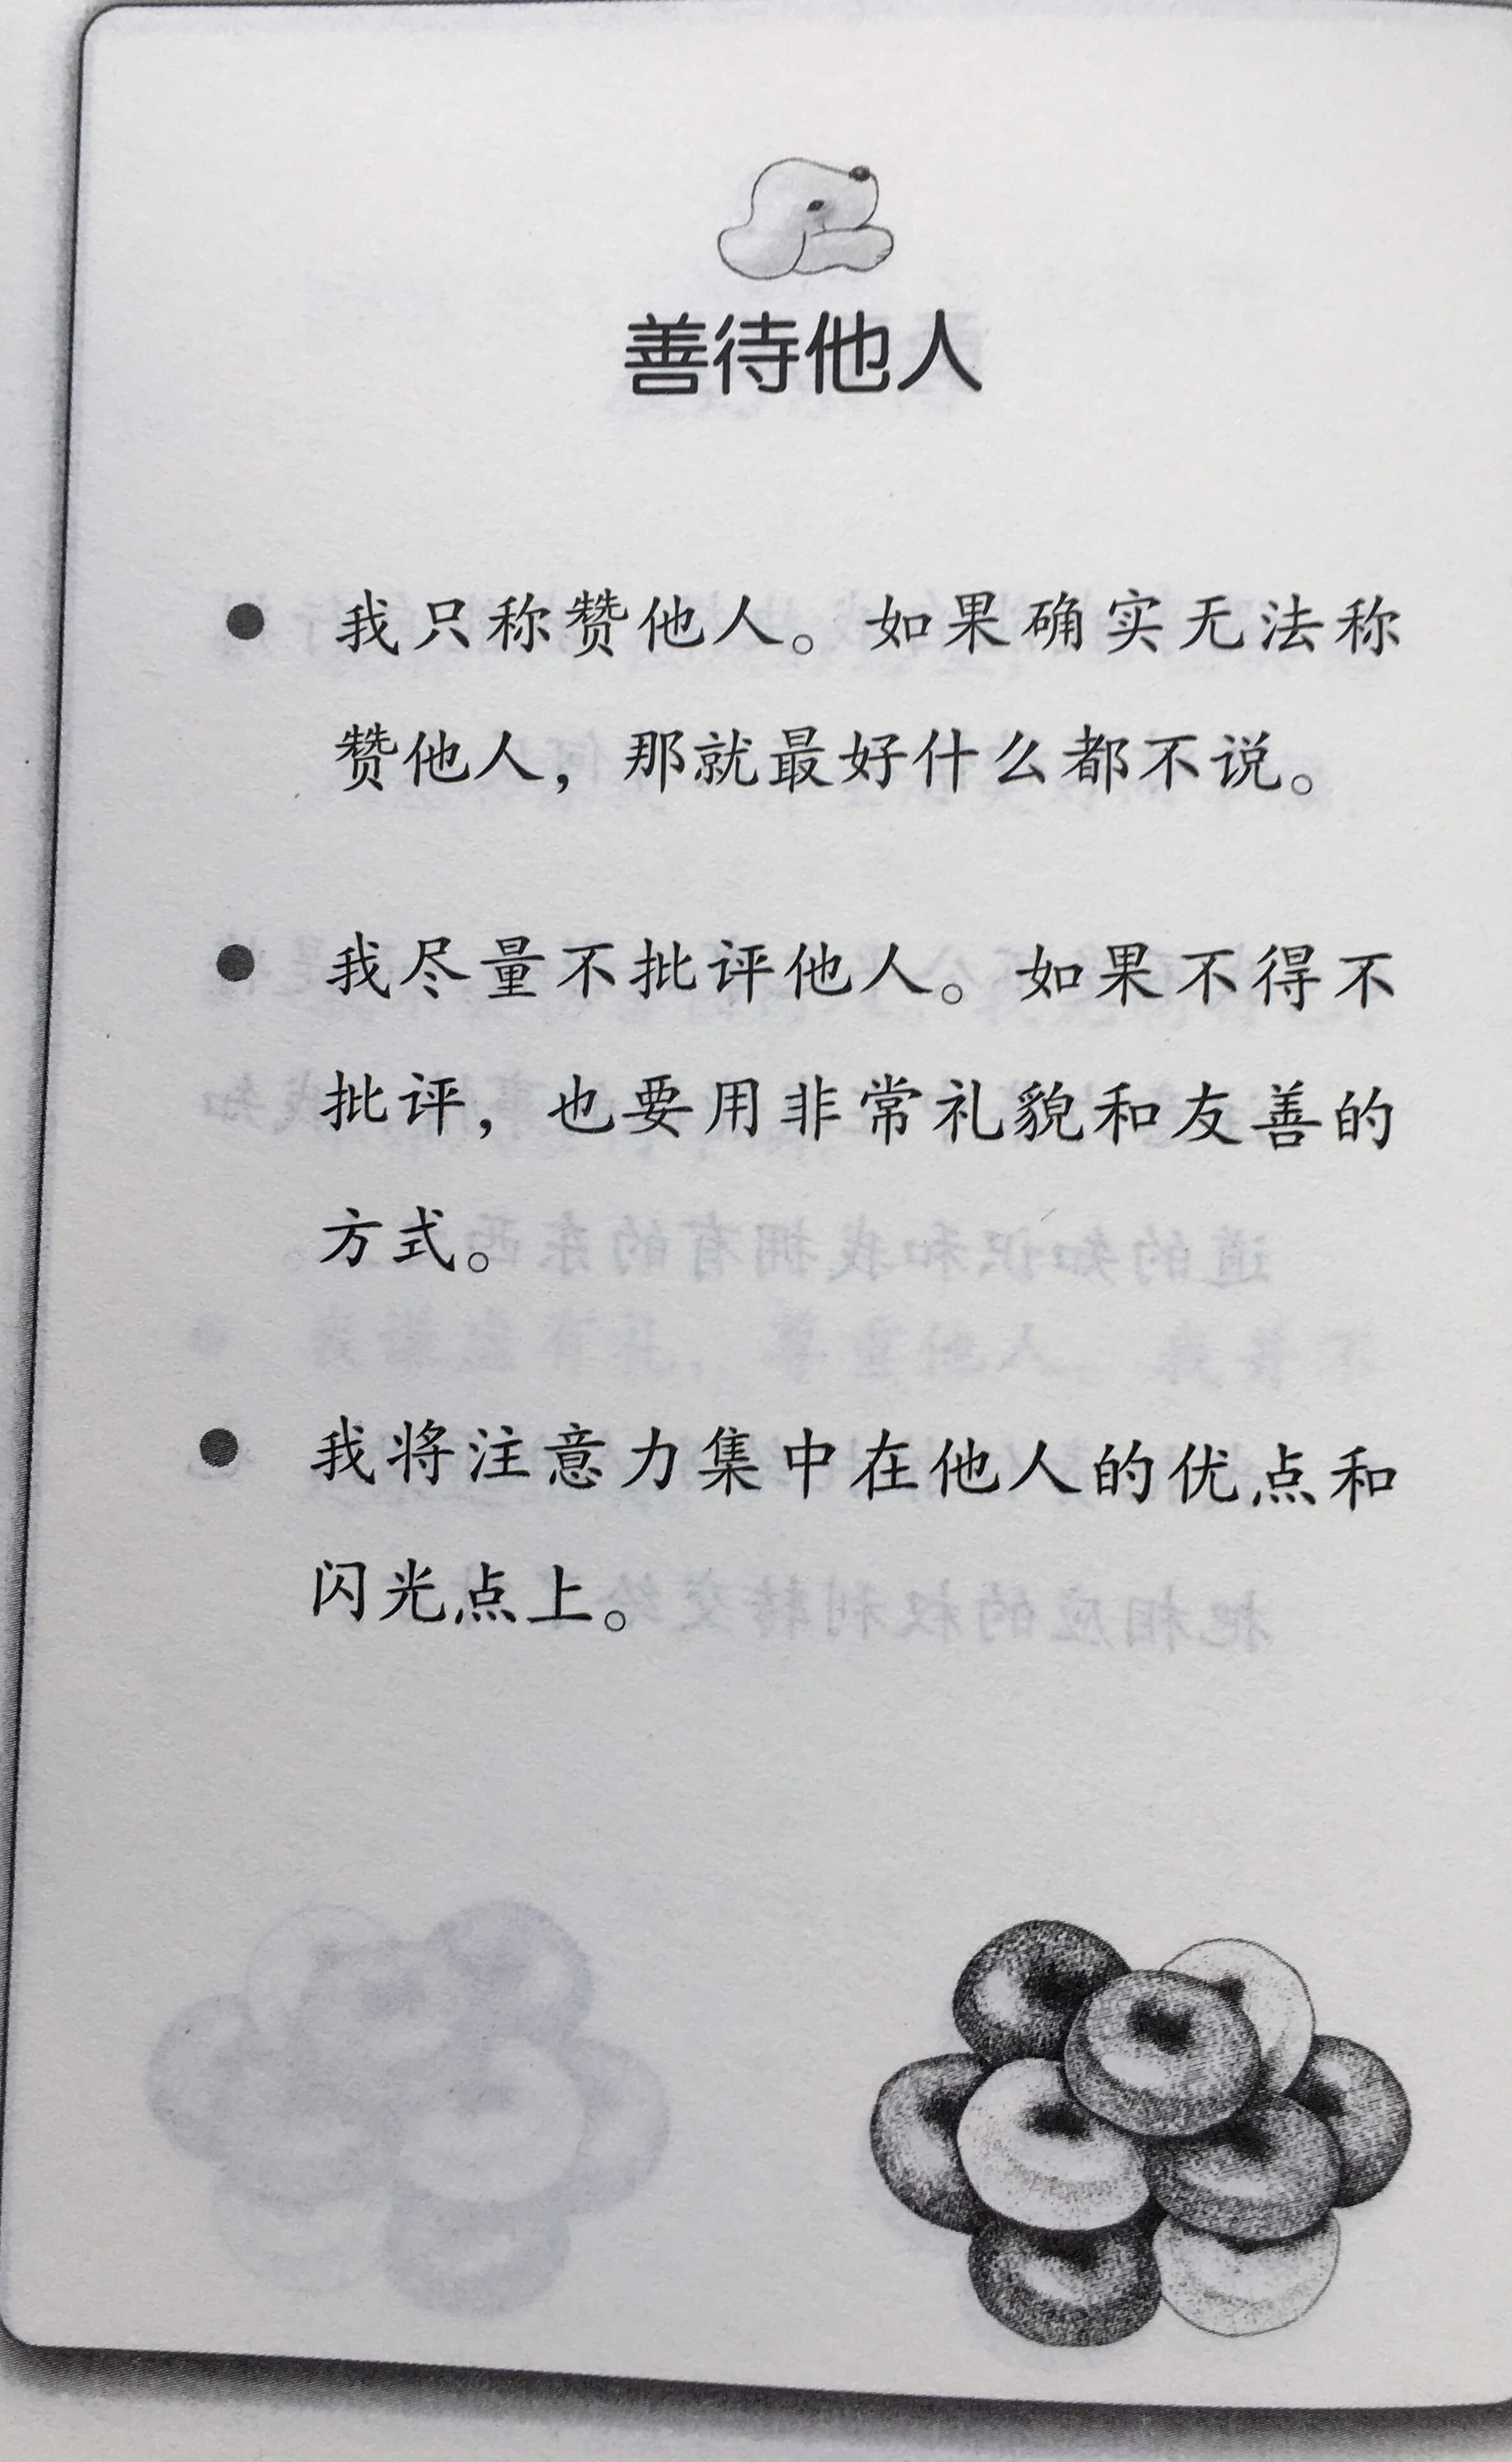 善待他人
● 我只称赞他人。如果确实无法称
赞他人，那就最好什么都不说。
● 我尽量不批评他人。如果不得不
批评，也要用非常礼貌和友善的
方式。
● 我将注意力集中在他人的优点和
闪光点上。